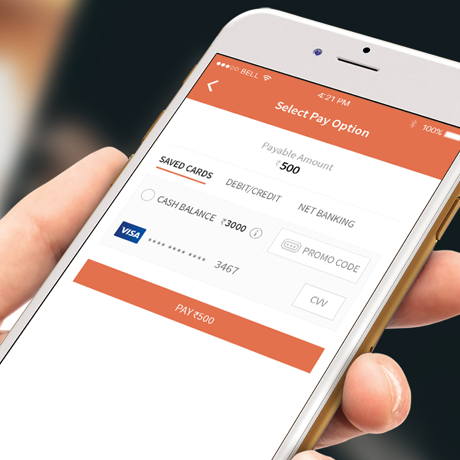 BELL 4:21 PM 100%
Select Pay Option
Payable Amount
₹500
SAVED CARDS DEBIT/CREDIT NET BANKING
CASH BALANCE ₹3000 i PROMO CODE
VISA **** **** **** 3467 CVV
PAY ₹500